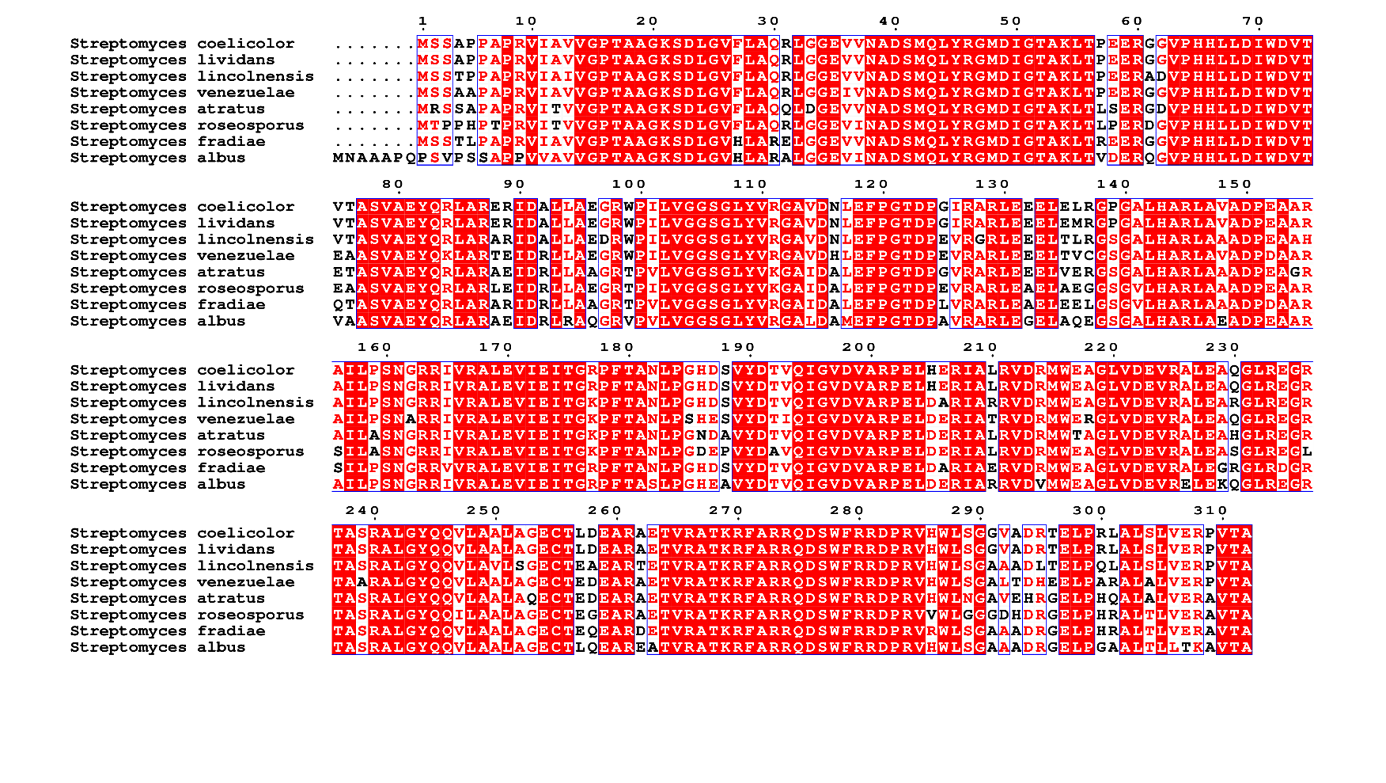 1 10 20 30 40 50 60 70
Streptomyces coelicolor .......MSSAPPAPRVIAVVGPTAAGKSDLGVFLAQRLGGEVVNADSMQLYRGMDIGTAKLTPEERGGVPHHLLDIWDVT
Streptomyces lividans .......MSSAPPAPRVIAVVGPTAAGKSDLGVFLAQRLGGEVVNADSMQLYRGMDIGTAKLTPEERGGVPHHLLDIWDVT
Streptomyces lincolnensis .......MSSTPPAPRVIAIVGPTAAGKSDLGVFLAQRLGGEVVNADSMQLYRGMDIGTAKLTPEERADVPHHLLDIWDVT
Streptomyces venezuelae .......MSSAAPAPRVIAVVGPTAAGKSDLGVFLAQRLGGEIVNADSMQLYRGMDIGTAKLTPEERGGVPHHLLDIWDVT
Streptomyces atratus .......MRSSAPAPRVITVVGPTAAGKSDLGVFLAQQLDGEVVNADSMQLYRGMDIGTAKLTLSERGDVPHHLLDIWDVT
Streptomyces roseosporus .......MTPPHPTPRVITVVGPTAAGKSDLGVFLAQRLGGEVINADSMQLYRGMDIGTAKLTLPERDGVPHHLLDIWDVT
Streptomyces fradiae .......MSSTLPAPRVIAVVGPTAAGKSDLGVHLARELGGEVVNADSMQLYRGMDIGTAKLTREERGGVPHHLLDIWDVT
Streptomyces albus MNAAAPQPSVPSSAPPVVAVVGPTAAGKSDLGVHLARALGGEVINADSMQLYRGMDIGTAKLTVDERQGVPHHLLDIWDVT
80 90 100 110 120 130 140 150
Streptomyces coelicolor VTASVAEYQRLARERIDALLAEGRWPILVGGSGLYVRGAVDNLEFPGTDPGIRARLEEELELRGPGALHARLAVADPEAAR
Streptomyces lividans VTASVAEYQRLARERIDALLAEGRWPILVGGSGLYVRGAVDNLEFPGTDPGIRARLEEELEMRGPGALHARLAVADPEAAR
Streptomyces lincolnensis VTASVAEYQRLARARIDALLAEDRWPILVGGSGLYVRGAVDNLEFPGTDPEVRGRLEEELTLRGSGALHARLAAADPEAAH
Streptomyces venezuelae EAASVAEYQKLARTEIDRLLAEGRWPILVGGSGLYVRGAVDHLEFPGTDPEVRARLEEELTVCGSGALHARLAAADPEAAR
Streptomyces atratus ETASVAEYQRLARAEIDRLLAAGRTPVLVGGSGLYVKGAIDALEFPGTDPGVRARLEEELVERGSGALHARLAAADPEAGR
Streptomyces roseosporus EAASVAEYQRLARLEIDRLLAEGRTPILVGGSGLYVKGAIDALEFPGTDPEVRARLEAELAEGGSGALHARLAAADPEAAR
Streptomyces fradiae QTASVAEYQRLARARIDRLLAAGRTPVLVGGSGLYVRGAIDALEFPGTDPLVRARLEAELEELGSGVLHARLAAADPDAAR
Streptomyces albus VAASVAEYQRLARAEIDRLRAQGRVPVLVGGSGLYVRGALDAMEFPGTDPAVRARLEGELAQEGSGALHARLAEADPEAAR
160 170 180 190 200 210 220 230
Streptomyces coelicolor AILPSNGRRIVRALEVIEITGRPFTANLPGHDSVYDTVQIGVDVARPELHERIALRVDRMWEAGLVDEVRALEAQGLREGR
Streptomyces lividans AILPSNGRRIVRALEVIEITGRPFTANLPGHDSVYDTVQIGVDVARPELHERIALRVDRMWEAGLVDEVRALEAQGLREGR
Streptomyces lincolnensis AILPSNGRRIVRALEVIEITGKPFTANLPGHDSVYDTVQIGVDVARPELDARIARRVDRMWEAGLVDEVRALEARGLREGR
Streptomyces venezuelae AILPSNARRIVRALEVIEITGKPFTANLPSHESVYDTIQIGVDVARPELDERIATRVDRMWERGLVDEVRALEAQGLREGR
Streptomyces atratus AILASNGRRIVRALEVIEITGKPFTANLPGNDAVYDTVQIGVDVARPELDERIALRVDRMWTAGLVDEVRALEAHGLREGR
Streptomyces roseosporus SILASNGRRIVRALEVIEITGKPFTANLPGDEPVYDAVQIGVDVARPELDERIALRVDRMWEAGLVDEVRALEASGLREGL
Streptomyces fradiae SILPSNGRRVVRALEVIEITGRPFTANLPGHDSVYDTVQIGVDVARPELDARIAERVDRMWEAGLVDEVRALEGRGLRDGR
Streptomyces albus AILPSNGRRIVRALEVIEITGRPFTASLPGHEAVYDTVQIGVDVARPELDERIARRVDVMWEAGLVDEVRELEKQGLREGR
240 250 260 270 280 290 300 310
Streptomyces coelicolor TASRALGYQQVLAALAGECTLDEARAETVRATKRFARRQDSWFRRDPRVHWLSGGVADRTELPRLALSLVERPVTA
Streptomyces lividans TASRALGYQQVLAALAGECTLDEARAETVRATKRFARRQDSWFRRDPRVHWLSGGVADRTELPRLALSLVERPVTA
Streptomyces lincolnensis TASRALGYQQVLAVLSGECTEAEARTETVRATKRFARRQDSWFRRDPRVHWLSGAAADLTELPQLALSLVERPVTA
Streptomyces venezuelae TAARALGYQQVLAALAGECTEDEARAETVRATKRFARRQDSWFRRDPRVHWLSGALTDHEELPARALALVERPVTA
Streptomyces atratus TASRALGYQQVLAALAQECTEDEARAETVRATKRFARRQDSWFRRDPRVHWLNGAVEHRGELPHQALALVERAVTA
Streptomyces roseosporus TASRALGYQQILAALAGECTEGEARAETVRATKRFARRQDSWFRRDPRVVWLGGGDHDRGELPHRALTLVERAVTA
Streptomyces fradiae TASRALGYQQVLAALAGECTEQEARDETVRATKRFARRQDSWFRRDPRVRWLSGAAADRGELPHRALTLVERAVTA
Streptomyces albus TASRALGYQQVLAALAGECTLQEAREATVRATKRFARRQDSWFRRDPRVHWLSGAAADRGELPGAALTLLTKAVTA